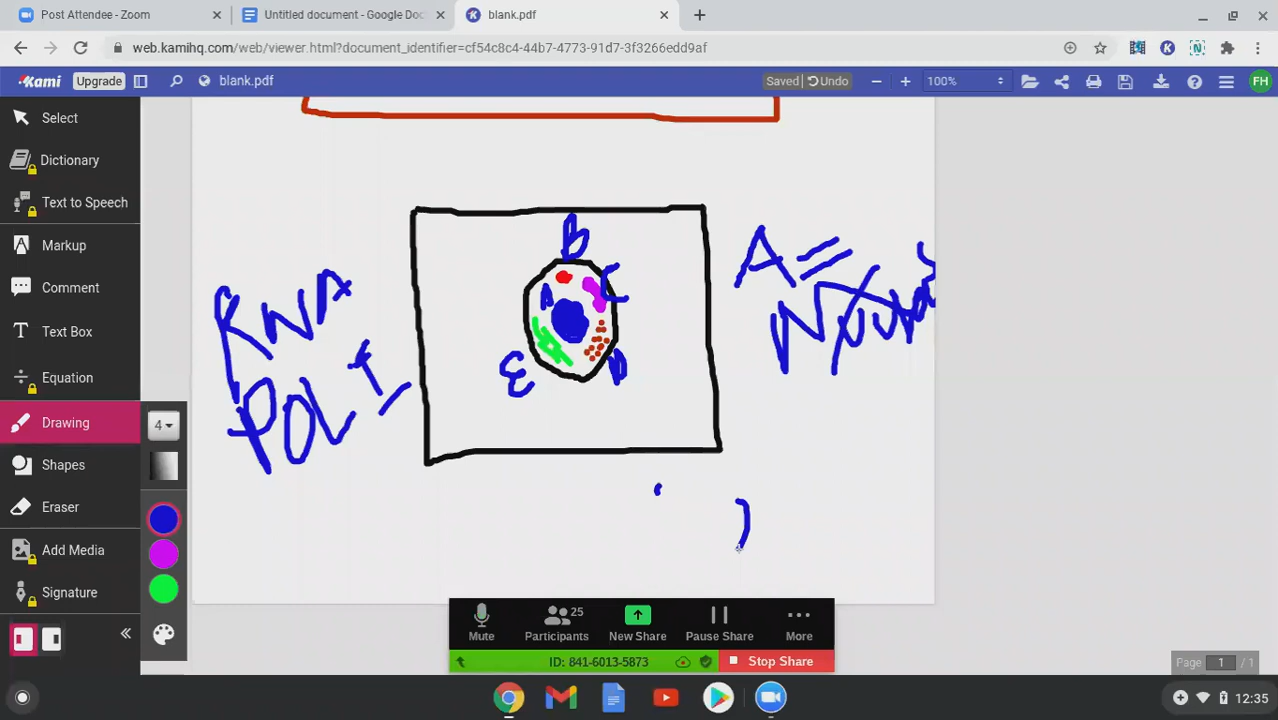 Post Attendee - Zoom
Untitled document - Google Doc
blank.pdf
web.kamihq.com/web/viewer.html?document_identifier=cf54c8c4-44b7-4773-91d7-3f3266edd9af
Kami
Upgrade
blank.pdf
Saved Undo
100%
FH
Select
Dictionary
Text to Speech
Markup
Comment
Text Box
Equation
Drawing
4
Shapes
Eraser
Add Media
Signature
B
C
A
D
E
RNA
POL I
A =
Mute
Participants 25
New Share
Pause Share
More
ID: 841-6013-5873
Stop Share
Page 1 / 1
12:35